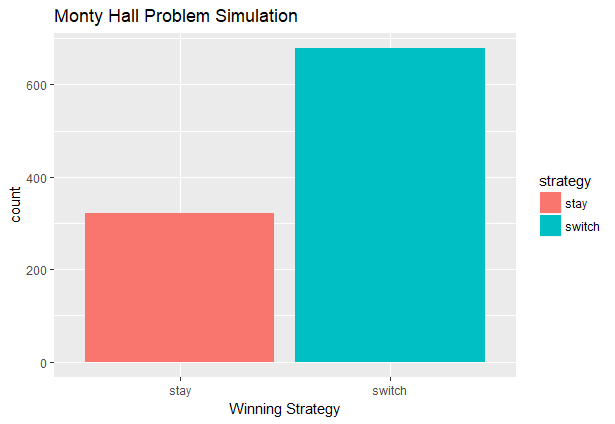 Monty Hall Problem Simulation
600
400
200
0
count
stay
switch
Winning Strategy
strategy
stay
switch